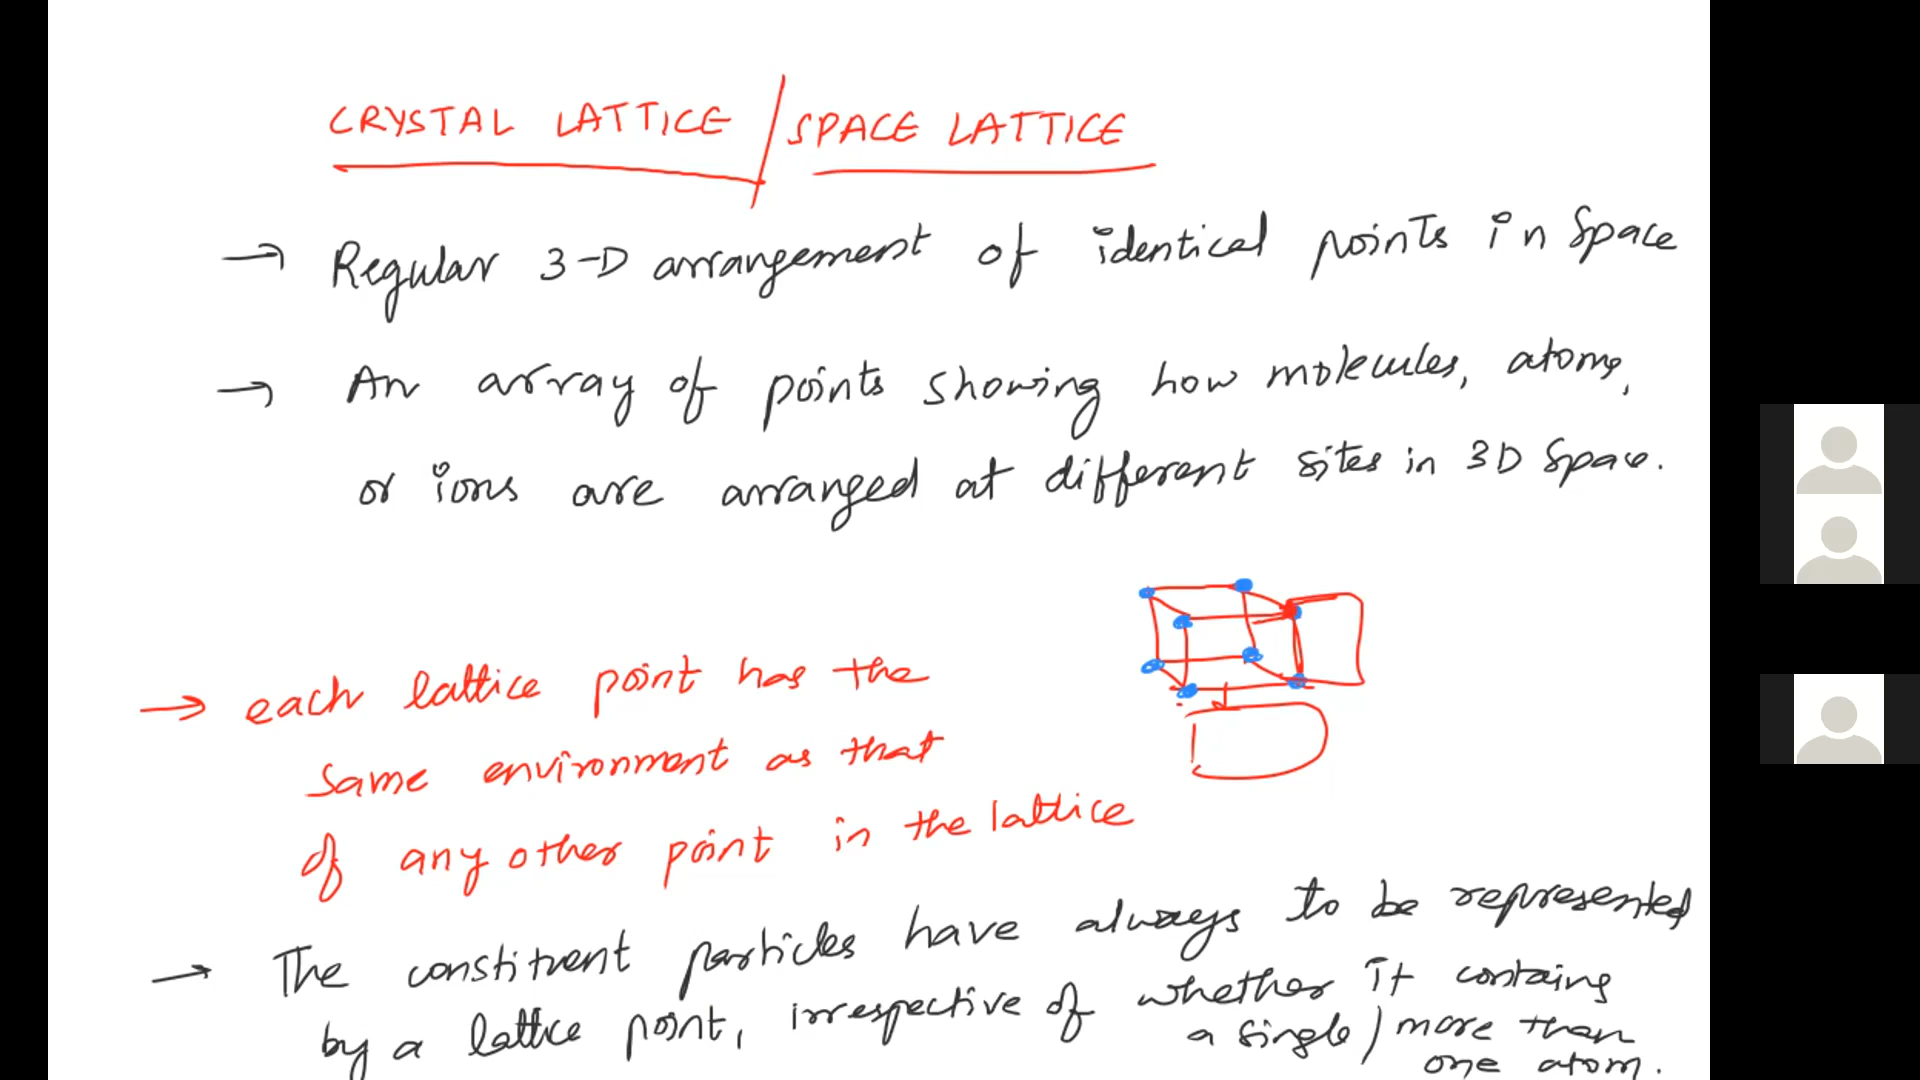 CRYSTAL LATTICE / SPACE LATTICE
→ Regular 3-D arrangement of identical points in Space
→ An array of points showing how molecules, atoms,
or ions are arranged at different sites in 3D Space.
→ each lattice point has the
same environment as that
of any other point in the lattice
→ The constituent particles have always to be represented
by a lattice point, irrespective of whether it contains
a single / more than
one atom.